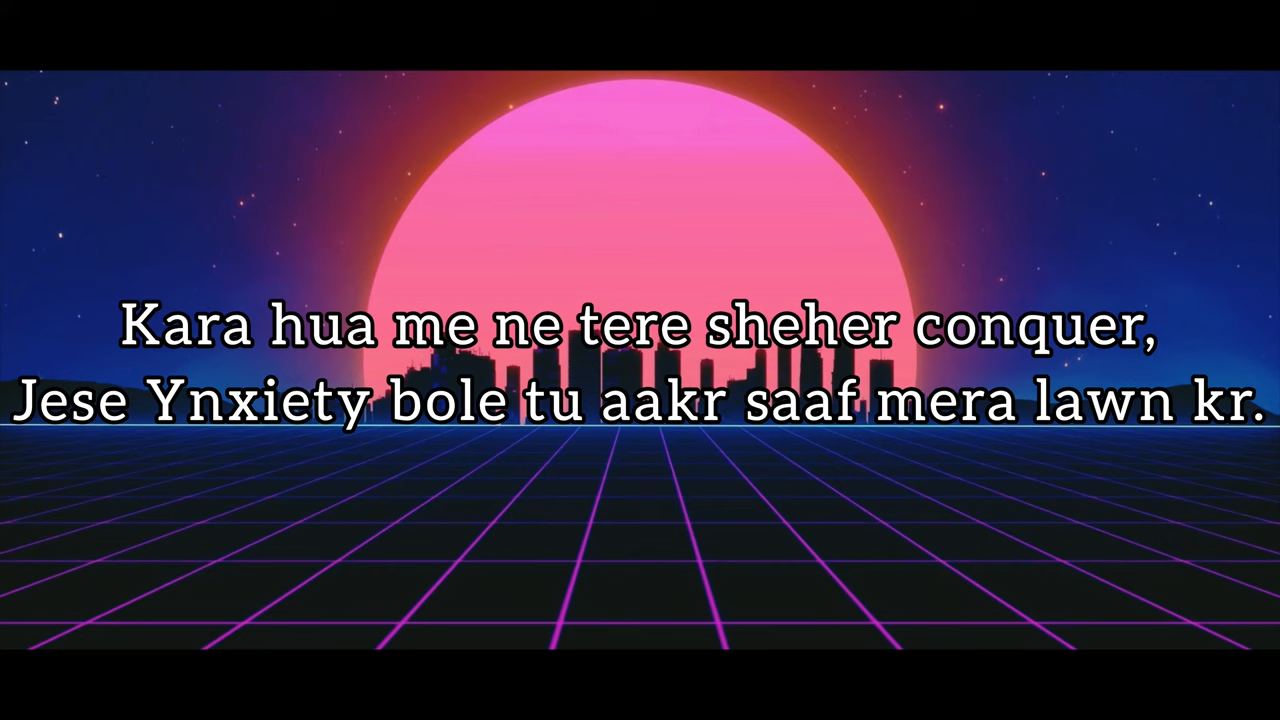 Kara hua me ne tere sheher conquer,
Jese Ynxiety bole tu aakr saaf mera lawn kr.